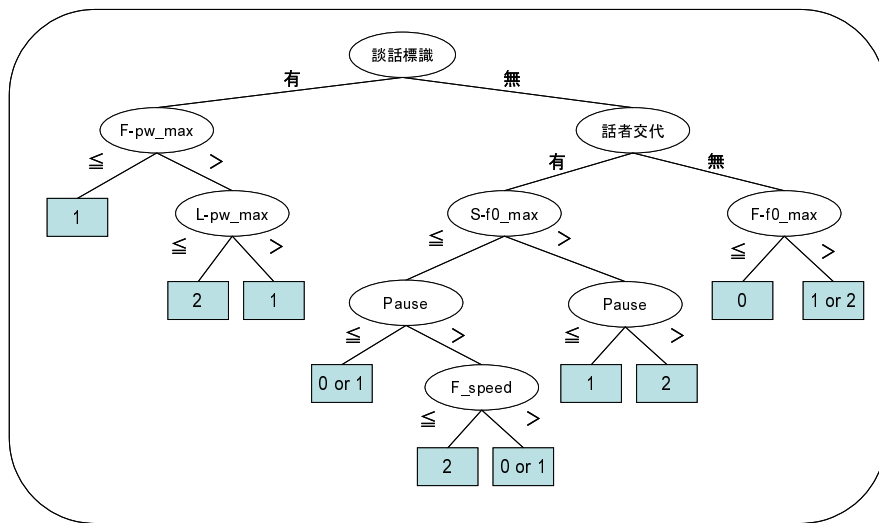 談話標識
有 無
F-pw_max 話者交代
≦ > 有 無
1 L-pw_max S-f0_max F-f0_max
≦ > ≦ > ≦ >
2 1 Pause Pause 0 1 or 2
≦ > ≦ >
0 or 1 F_speed 1 2
≦ >
2 0 or 1